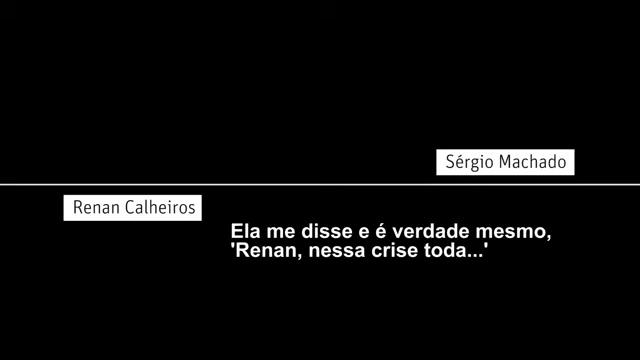 Sérgio Machado
Renan Calheiros
Ela me disse e é verdade mesmo,
'Renan, nessa crise toda...'